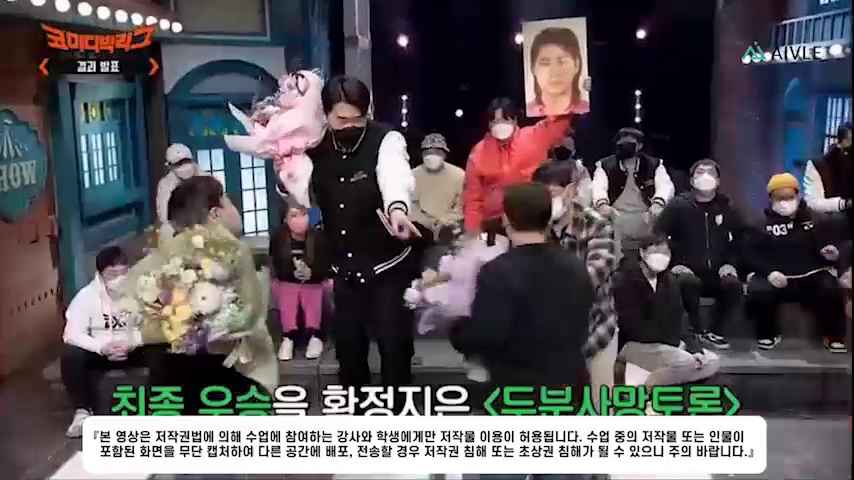 코미디빅리그
결과 발표
AIVLE
"03"
최종 우승을 확정지은 <두분사망토론>
『본 영상은 저작권법에 의해 수업에 참여하는 강사와 학생에게만 저작물 이용이 허용됩니다. 수업 중의 저작물 또는 인물이
포함된 화면을 무단 캡처하여 다른 공간에 배포, 전송할 경우 저작권 침해 또는 초상권 침해가 될 수 있으니 주의 바랍니다.』